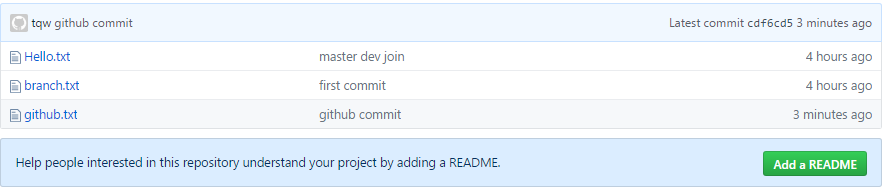 tqw github commit Latest commit cdf6cd5 3 minutes ago
Hello.txt master dev join 4 hours ago
branch.txt first commit 4 hours ago
github.txt github commit 3 minutes ago
Help people interested in this repository understand your project by adding a README. Add a README